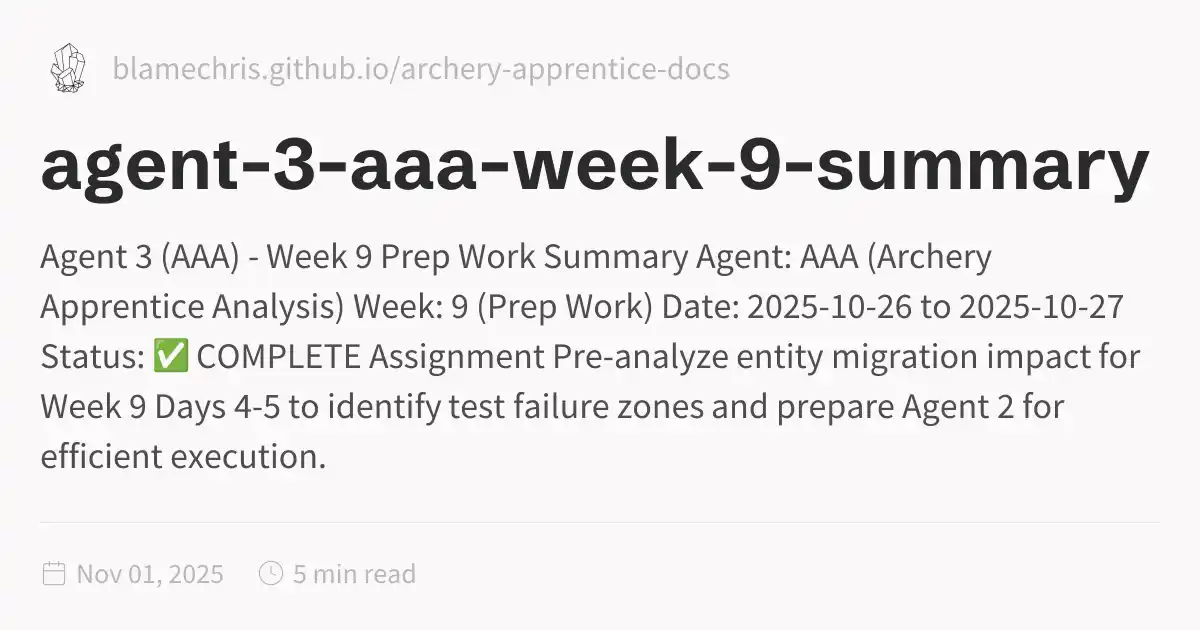 blamechris.github.io/archery-apprentice-docs
agent-3-aaa-week-9-summary
Agent 3 (AAA) - Week 9 Prep Work Summary Agent: AAA (Archery
Apprentice Analysis) Week: 9 (Prep Work) Date: 2025-10-26 to 2025-10-27
Status: ✅ COMPLETE Assignment Pre-analyze entity migration impact for
Week 9 Days 4-5 to identify test failure zones and prepare Agent 2 for
efficient execution.
Nov 01, 2025 5 min read